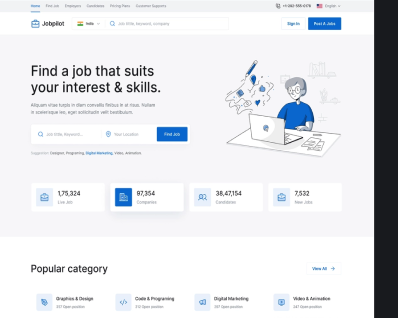 Home Find Job Employers Candidates Pricing Plans Customer Supports
+1-202-555-0178 English
Jobpilot India Job title, keyword, company Sign In Post A Jobs
Find a job that suits
your interest & skills.
Aliquam vitae turpis in diam convallis finibus in at risus. Nullam
in scelerisque leo, eget sollicitudin velit bestibulum.
Job title, Keyword... Your Location Find Job
Suggestion: Designer, Programing, Digital Marketing, Video, Animation.
1,75,324
Live Job
97,354
Companies
38,47,154
Candidates
7,532
New Jobs
Popular category
View All
Graphics & Design
357 Open position
Code & Programing
312 Open position
Digital Marketing
297 Open position
Video & Animation
247 Open position